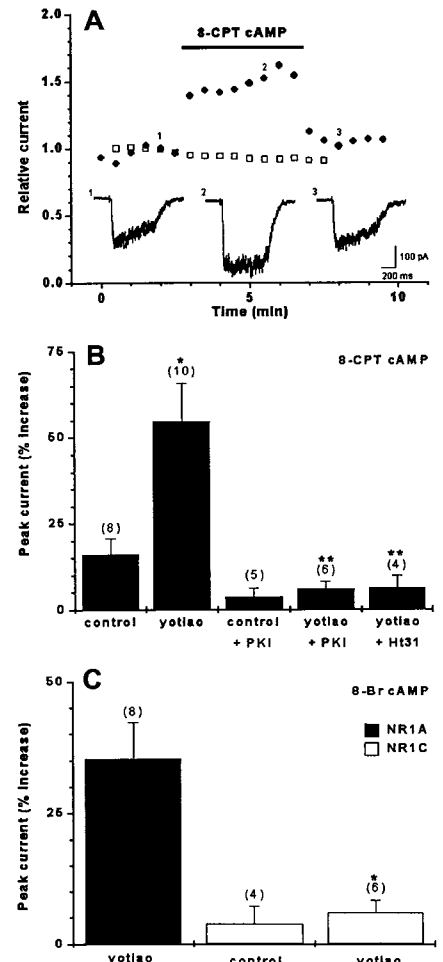 A
8-CPT cAMP
2.0
1.5
1.0
0.5
0.0
Relative current
1
2
3
1
2
3
100 pA
200 ms
0
5
10
Time (min)
B
8-CPT cAMP
75
50
25
0
Peak current (% increase)
(8)
*
(10)
(5)
**
(6)
**
(4)
control
yotiao
control
+ PKI
yotiao
+ PKI
yotiao
+ Ht31
C
8-Br cAMP
50
25
0
Peak current (% increase)
NR1A
NR1C
(8)
(4)
*
(6)
yotiao
control
yotiao